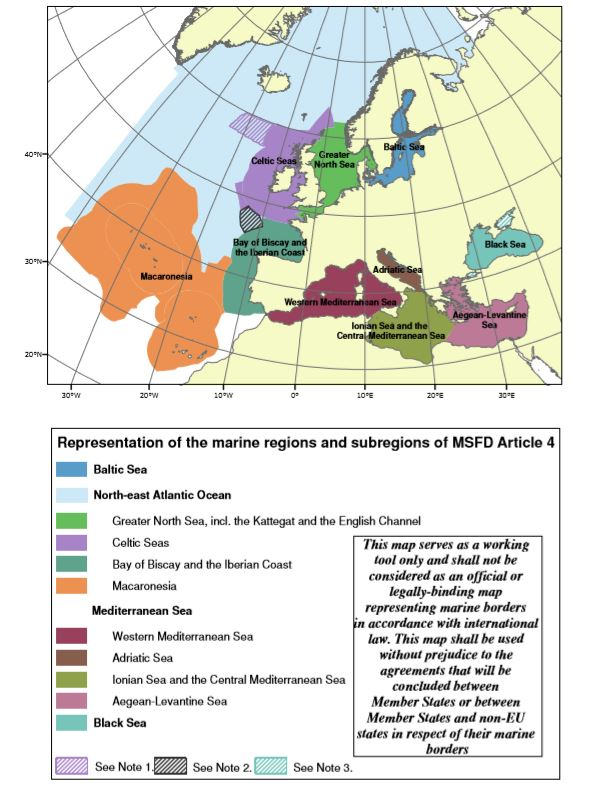 Celtic Seas
Greater
North Sea
Baltic Sea
40°N
Bay of Biscay and
the Iberian Coast
Black Sea
30°N
Macaronesia
Adriatic Sea
Western Mediterranean Sea
Aegean-Levantine
Sea
Ionian Sea and the
Central Mediterranean Sea
20°N
30°W 20°W 10°W 0° 10°E 20°E 30°E
Representation of the marine regions and subregions of MSFD Article 4
Baltic Sea
North-east Atlantic Ocean
Greater North Sea, incl. the Kattegat and the English Channel
Celtic Seas
Bay of Biscay and the Iberian Coast
Macaronesia
Mediterranean Sea
Western Mediterranean Sea
Adriatic Sea
Ionian Sea and the Central Mediterranean Sea
Aegean-Levantine Sea
Black Sea
See Note 1. See Note 2. See Note 3.
This map serves as a working
tool only and shall not be
considered as an official or
legally-binding map
representing marine borders
in accordance with international
law. This map shall be used
without prejudice to the
agreements that will be
concluded between
Member States or between
Member States and non-EU
states in respect of their marine
borders